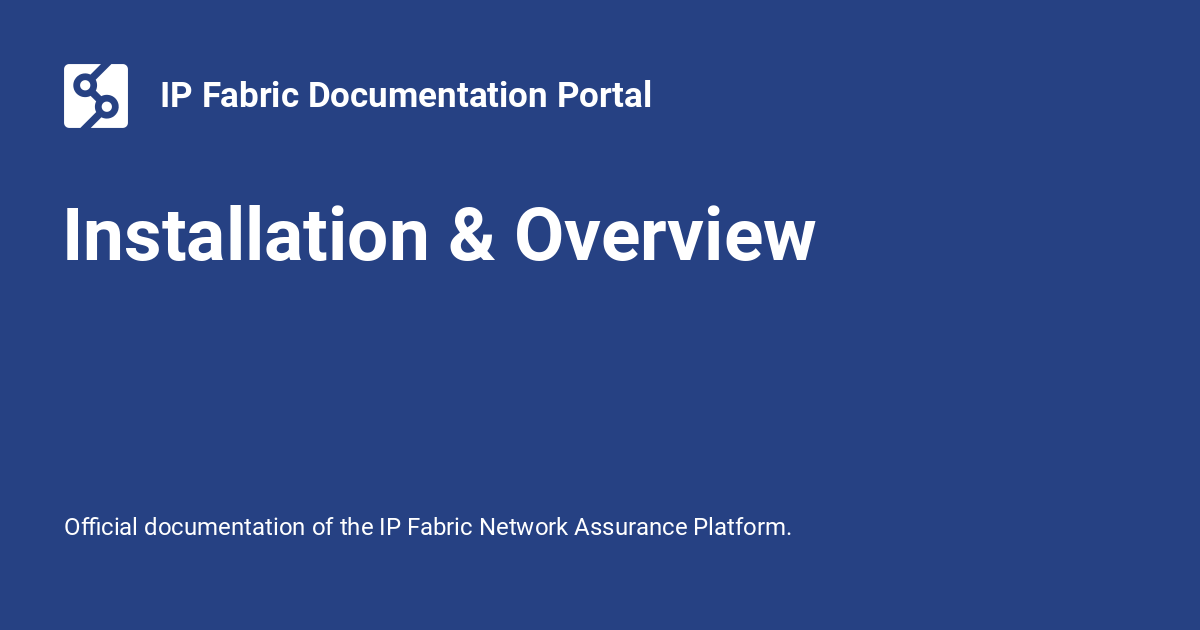 IP Fabric Documentation Portal
Installation & Overview
Official documentation of the IP Fabric Network Assurance Platform.